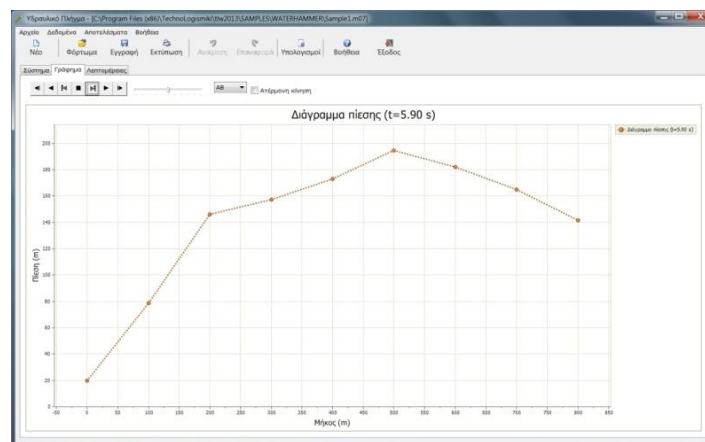 Υδραυλικό Πλήγμα - [C:\Program Files (x86)\TechnoLogismiki\tlw2013\SAMPLES\WATERHAMMER\Sample1.m07]
Αρχείο Δεδομένα Αποτελέσματα Βοήθεια
Νέο Φόρτωμα Εγγραφή Εκτύπωση Αναίρεση Επαναφορά Υπολογισμοί Βοήθεια Έξοδος
Σύστημα Γράφημα Λεπτομέρειες
AB Ατέρμονη κίνηση
Διάγραμμα πίεσης (t=5.90 s)
Διάγραμμα πίεσης (t=5.90 s)
200
180
160
140
120
100
80
60
40
20
0
Πίεση (m)
-50 0 50 100 150 200 250 300 350 400 450 500 550 600 650 700 750 800 850
Μήκος (m)